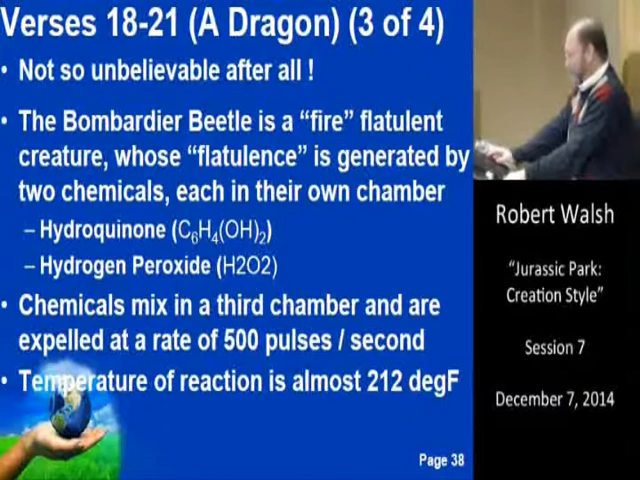 Verses 18-21 (A Dragon) (3 of 4)
• Not so unbelievable after all !
• The Bombardier Beetle is a “fire” flatulent
creature, whose “flatulence” is generated by
two chemicals, each in their own chamber
– Hydroquinone (C₆H₄(OH)₂)
– Hydrogen Peroxide (H2O2)
• Chemicals mix in a third chamber and are
expelled at a rate of 500 pulses / second
• Temperature of reaction is almost 212 degF
Page 38
Robert Walsh
“Jurassic Park:
Creation Style”
Session 7
December 7, 2014